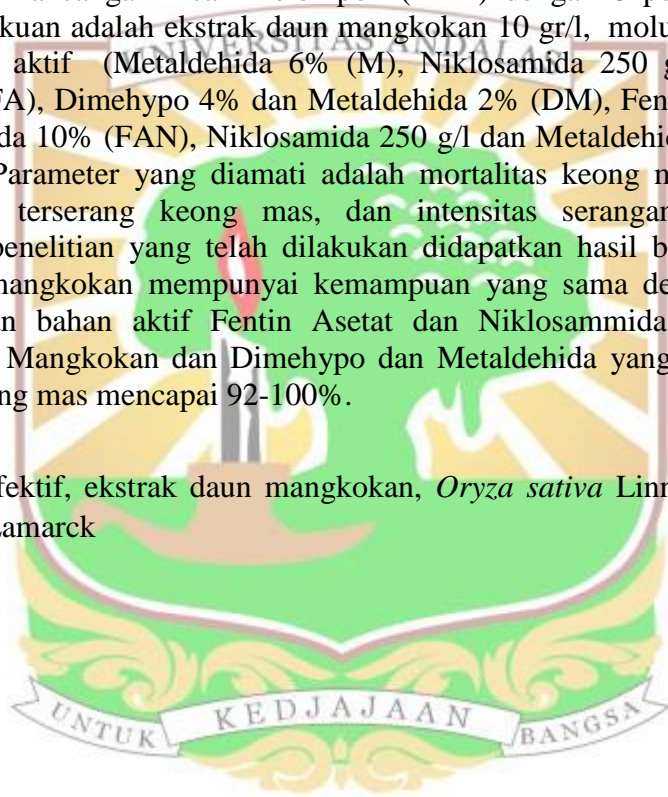 kuan adalah ekstrak daun mangkokan 10 gr/l, molu
aktif (Metaldehida 6% (M), Niklosamida 250 g
FA), Dimehypo 4% dan Metaldehida 2% (DM), Fen
da 10% (FAN), Niklosamida 250 g/l dan Metaldehi
Parameter yang diamati adalah mortalitas keong m
terserang keong mas, dan intensitas serangan
penelitian yang telah dilakukan didapatkan hasil b
mangkokan mempunyai kemampuan yang sama de
n bahan aktif Fentin Asetat dan Niklosammida
Mangkokan dan Dimehypo dan Metaldehida yang
ng mas mencapai 92-100%.
fektif, ekstrak daun mangkokan, Oryza sativa Linn
Lamarck
UNIVERSITAS ANDALAS
UNTUK KEDJAJAAN BANGSA